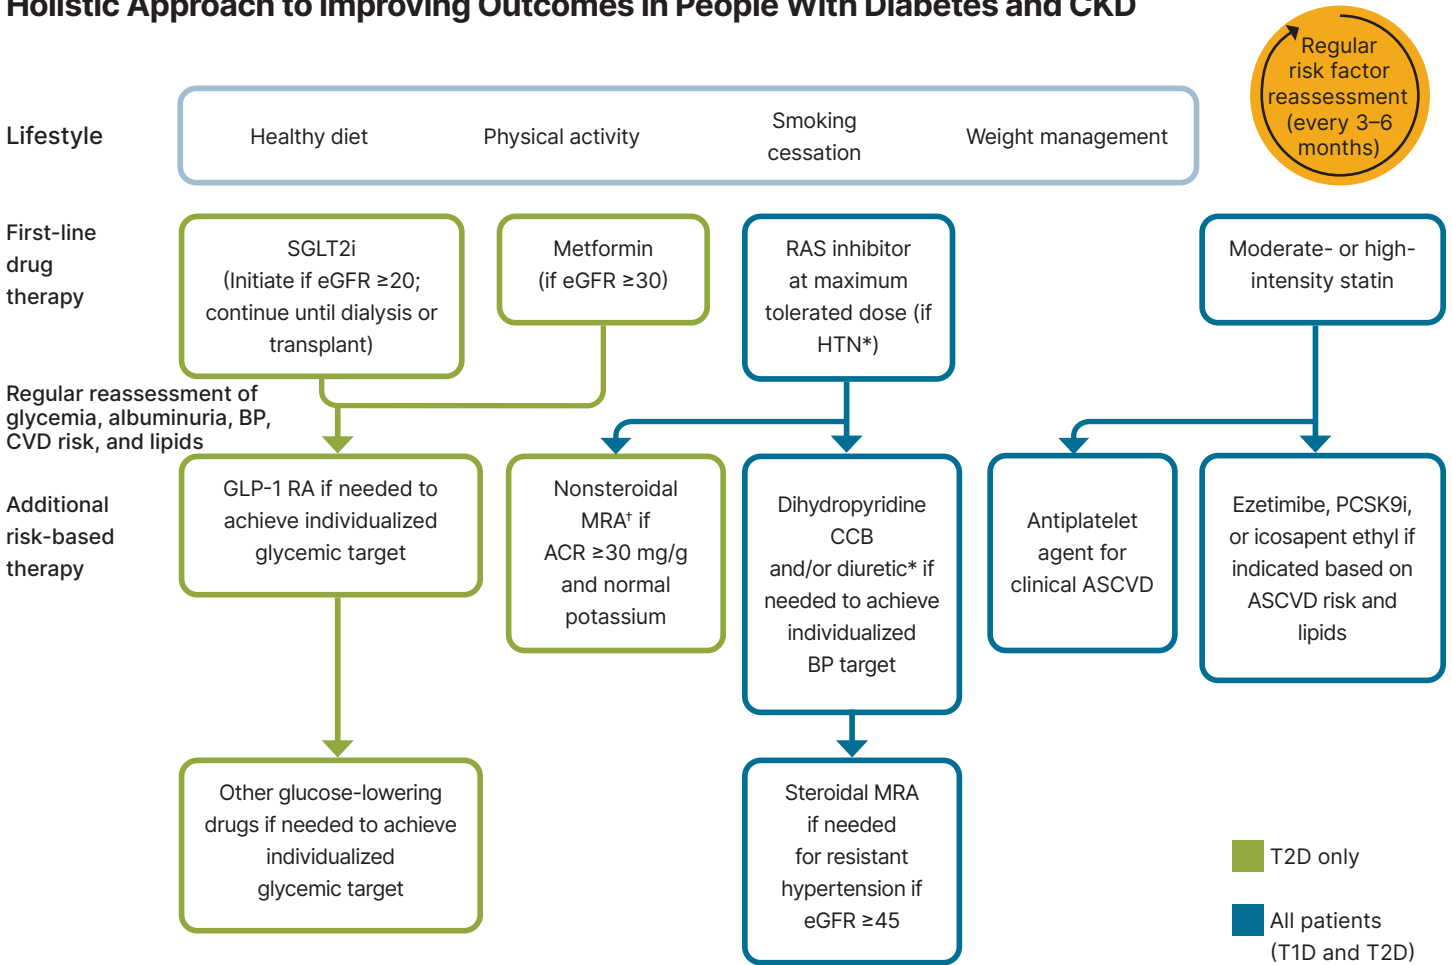 Holistic Approach to Improving Outcomes in People With Diabetes and CKD
Regular
risk factor
reassessment
(every 3–6
months)
Lifestyle
Healthy diet
Physical activity
Smoking
cessation
Weight management
First-line
drug
therapy
SGLT2i
(Initiate if eGFR ≥20;
continue until dialysis or
transplant)
Metformin
(if eGFR ≥30)
RAS inhibitor
at maximum
tolerated dose (if
HTN*)
Moderate- or high-
intensity statin
Regular reassessment of
glycemia, albuminuria, BP,
CVD risk, and lipids
Additional
risk-based
therapy
GLP-1 RA if needed to
achieve individualized
glycemic target
Nonsteroidal
MRA† if
ACR ≥30 mg/g
and normal
potassium
Dihydropyridine
CCB
and/or diuretic* if
needed to achieve
individualized
BP target
Antiplatelet
agent for
clinical ASCVD
Ezetimibe, PCSK9i,
or icosapent ethyl if
indicated based on
ASCVD risk and
lipids
Other glucose-lowering
drugs if needed to achieve
individualized
glycemic target
Steroidal MRA
if needed
for resistant
hypertension if
eGFR ≥45
T2D only
All patients
(T1D and T2D)